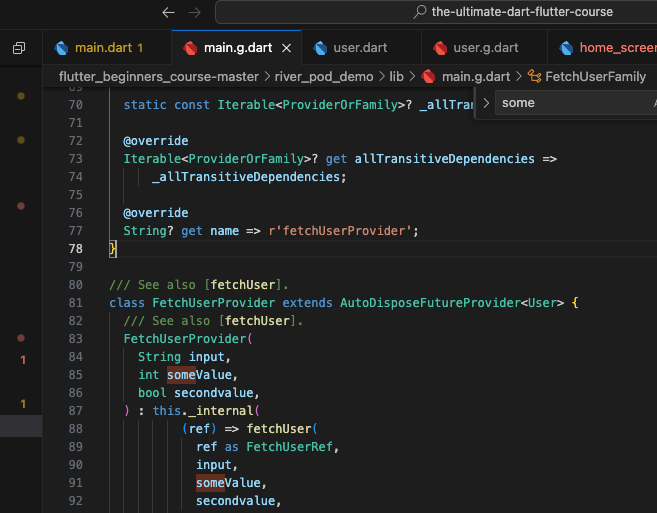 the-ultimate-dart-flutter-course
main.dart 1
main.g.dart
user.dart
user.g.dart
home_screen
flutter_beginners_course-master > river_pod_demo > lib > main.g.dart > FetchUserFamily
some
70 static const Iterable<ProviderOrFamily>? _allTran
71
72 @override
73 Iterable<ProviderOrFamily>? get allTransitiveDependencies =>
74 _allTransitiveDependencies;
75
76 @override
77 String? get name => r'fetchUserProvider';
78 }
79
80 /// See also [fetchUser].
81 class FetchUserProvider extends AutoDisposeFutureProvider<User> {
82 /// See also [fetchUser].
83 FetchUserProvider(
84 String input,
1
85 int someValue,
86 bool secondvalue,
1
87 ) : this._internal(
88 (ref) => fetchUser(
89 ref as FetchUserRef,
90 input,
91 someValue,
92 secondvalue,